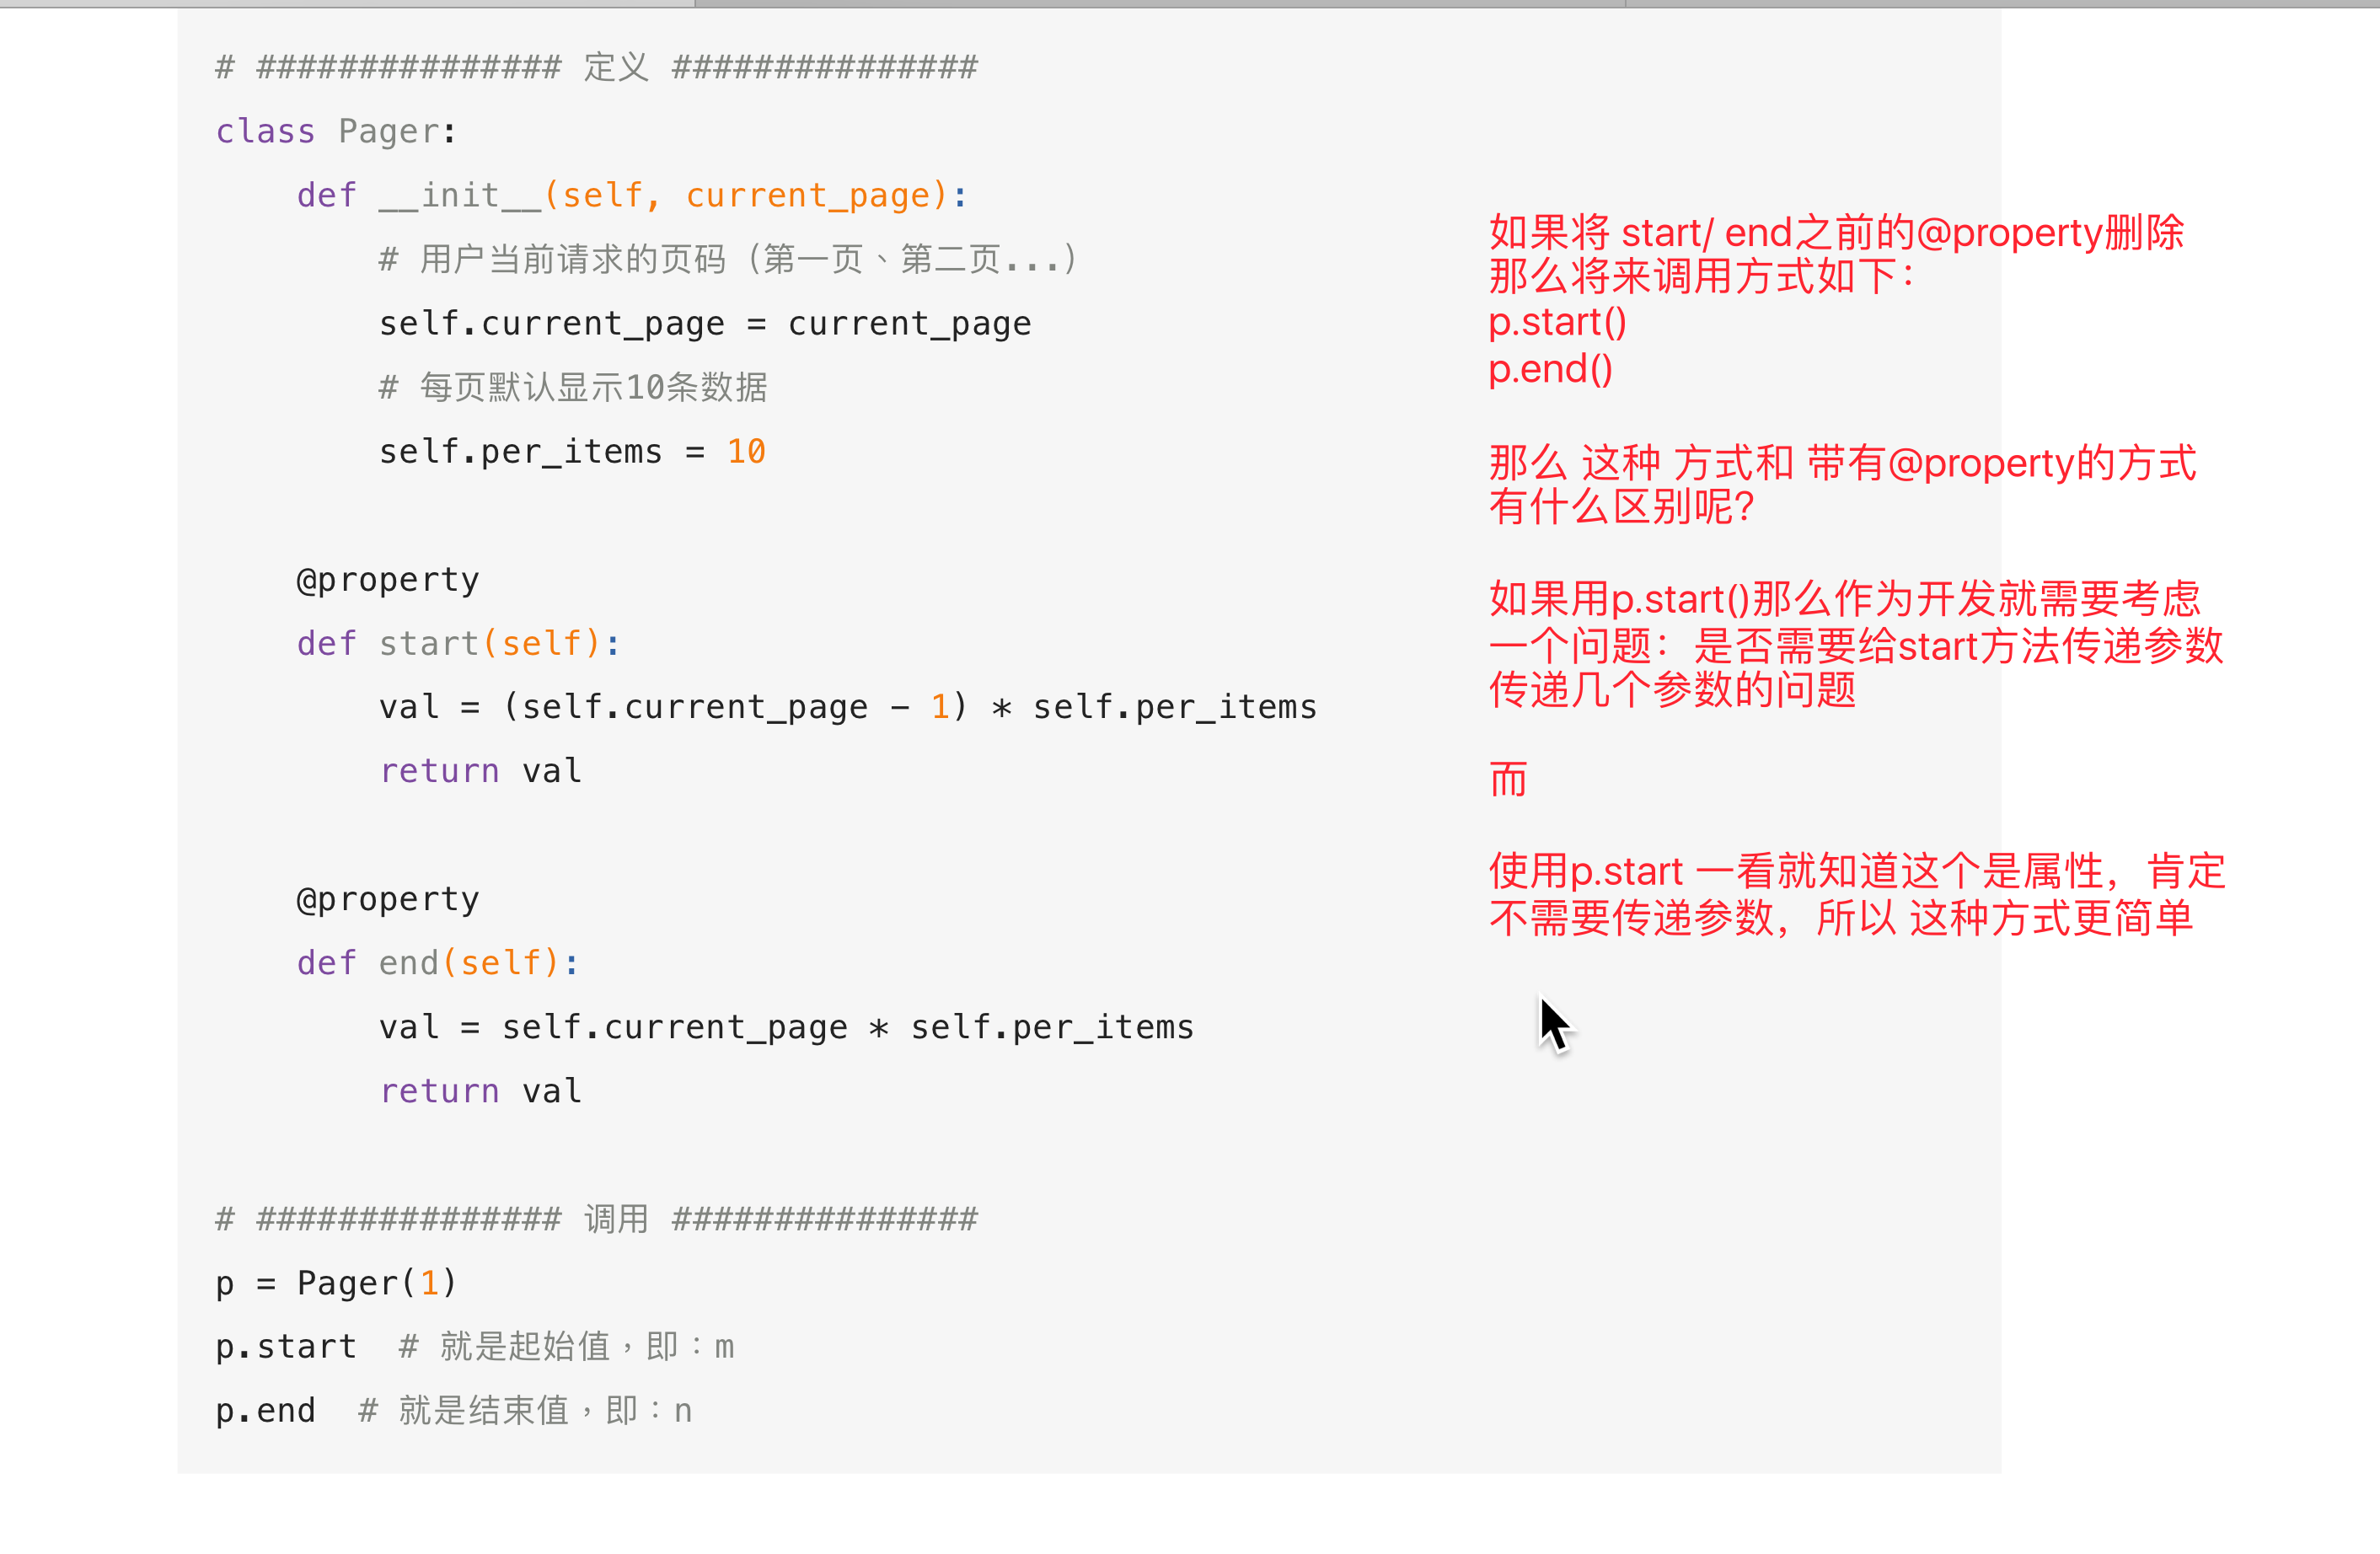 # ############### 定义 ###############
class Pager:
    def __init__(self, current_page):
        # 用户当前请求的页码（第一页、第二页...）
        self.current_page = current_page
        # 每页默认显示10条数据
        self.per_items = 10
    @property
    def start(self):
        val = (self.current_page - 1) * self.per_items
        return val
    @property
    def end(self):
        val = self.current_page * self.per_items
        return val
# ############### 调用 ###############
p = Pager(1)
p.start  # 就是起始值，即：m
p.end  # 就是结束值，即：n
如果将 start/ end之前的@property删除
那么将来调用方式如下：
p.start()
p.end()
那么 这种 方式和 带有@property的方式
有什么区别呢?
如果用p.start()那么作为开发就需要考虑
一个问题：是否需要给start方法传递参数
传递几个参数的问题
而
使用p.start 一看就知道这个是属性，肯定
不需要传递参数，所以 这种方式更简单